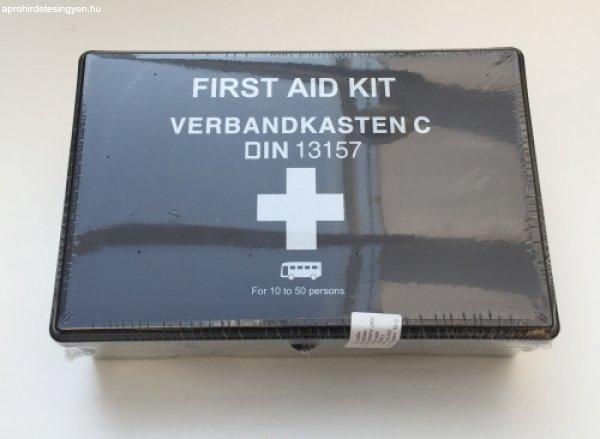 aprohirdetesingyen.hu
FIRST AID KIT
VERBANDKASTEN C
DIN 13157
For 10 to 50 persons